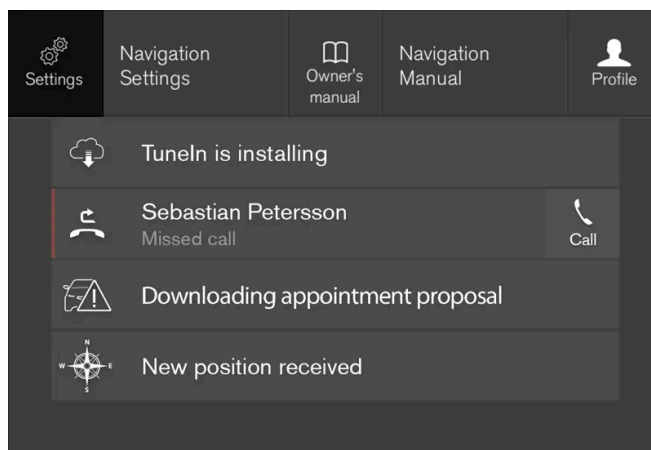 Settings
Navigation
Settings
Owner's
manual
Navigation
Manual
Profile
TuneIn is installing
Sebastian Petersson
Missed call
Call
Downloading appointment proposal
N
W E
S
New position received